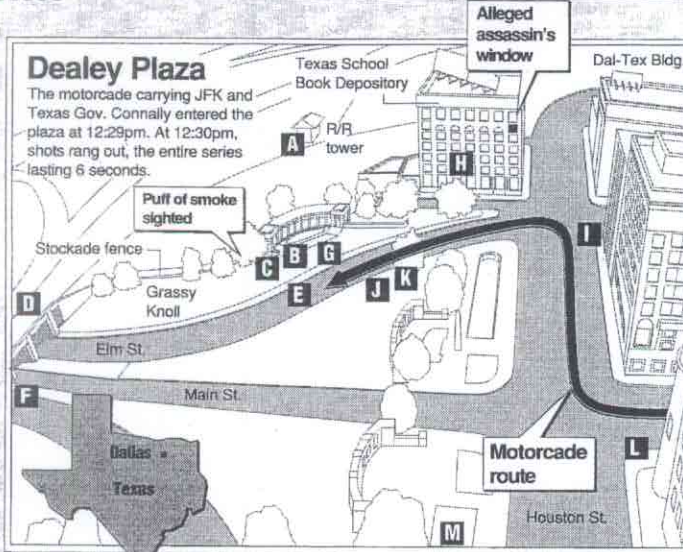 Dealey Plaza
The motorcade carrying JFK and
Texas Gov. Connally entered the
plaza at 12:29pm. At 12:30pm,
shots rang out, the entire series
lasting 6 seconds.
Texas School
Book Depository
Alleged
assassin's
window
Dal-Tex Bldg
A
R/R
tower
H
Puff of smoke
sighted
Stockade fence
C
B
G
I
Grassy
Knoll
E
J
K
D
Elm St.
F
Main St.
Dallas
Texas
Motorcade
route
L
M
Houston St.